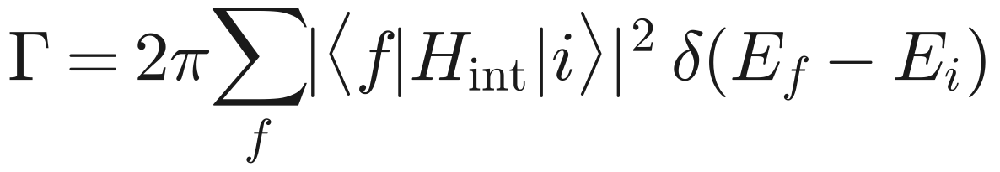 Γ = 2π∑_f |⟨f|H_int|i⟩|² δ(E_f − E_i)